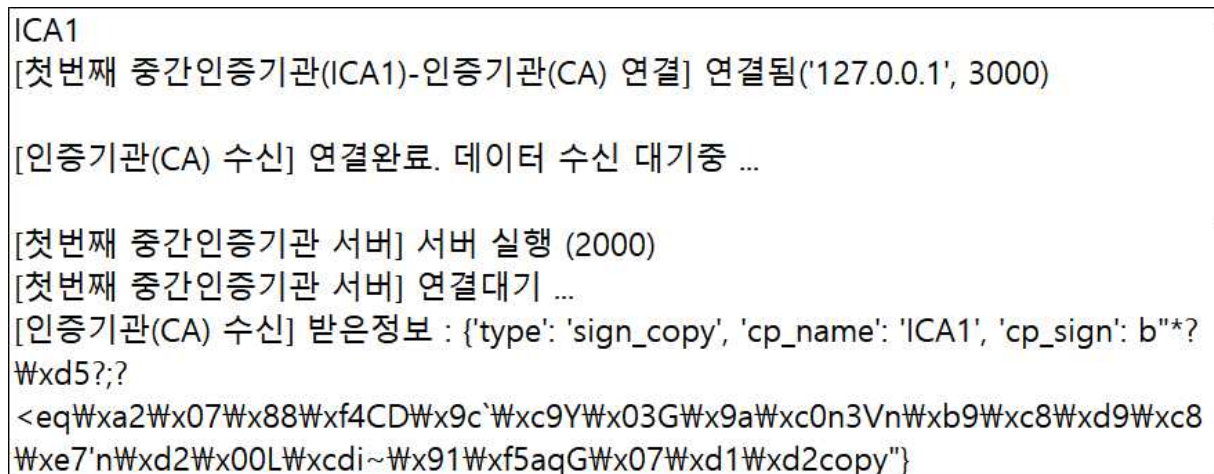 ICA1
[첫번째 중간인증기관(ICA1)-인증기관(CA) 연결] 연결됨('127.0.0.1', 3000)
[인증기관(CA) 수신] 연결완료. 데이터 수신 대기중 ...
[첫번째 중간인증기관 서버] 서버 실행 (2000)
[첫번째 중간인증기관 서버] 연결대기 ...
[인증기관(CA) 수신] 받은정보 : {'type': 'sign_copy', 'cp_name': 'ICA1', 'cp_sign': b"*?
₩xd5?;?
<eq₩xa2₩x07₩x88₩xf4CD₩x9c`₩xc9Y₩x03G₩x9a₩xc0n3Vn₩xb9₩xc8₩xd9₩xc8
₩xe7'n₩xd2₩x00L₩xcdi~₩x91₩xf5aqG₩x07₩xd1₩xd2copy"}